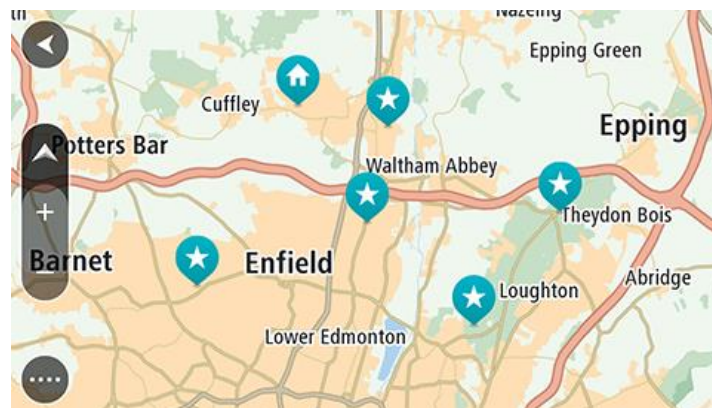 Nazeing
Epping Green
Cuffley
Epping
Potters Bar
Waltham Abbey
Theydon Bois
Barnet
Enfield
Loughton
Abridge
Lower Edmonton